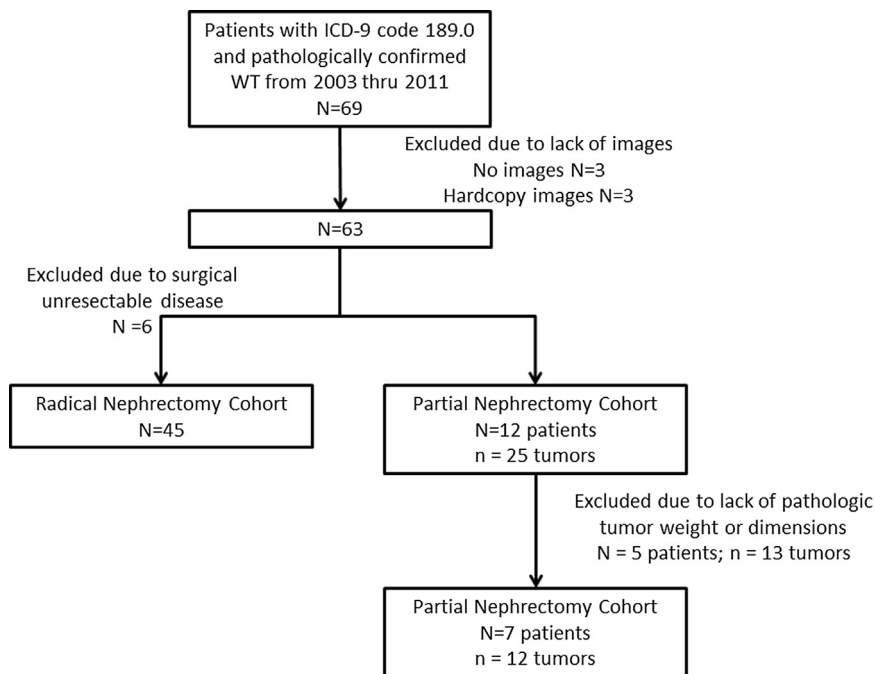 Patients with ICD-9 code 189.0
and pathologically confirmed
WT from 2003 thru 2011
N=69
Excluded due to lack of images
No images N=3
Hardcopy images N=3
N=63
Excluded due to surgical
unresectable disease
N =6
Radical Nephrectomy Cohort
N=45
Partial Nephrectomy Cohort
N=12 patients
n = 25 tumors
Excluded due to lack of pathologic
tumor weight or dimensions
N = 5 patients; n = 13 tumors
Partial Nephrectomy Cohort
N=7 patients
n = 12 tumors